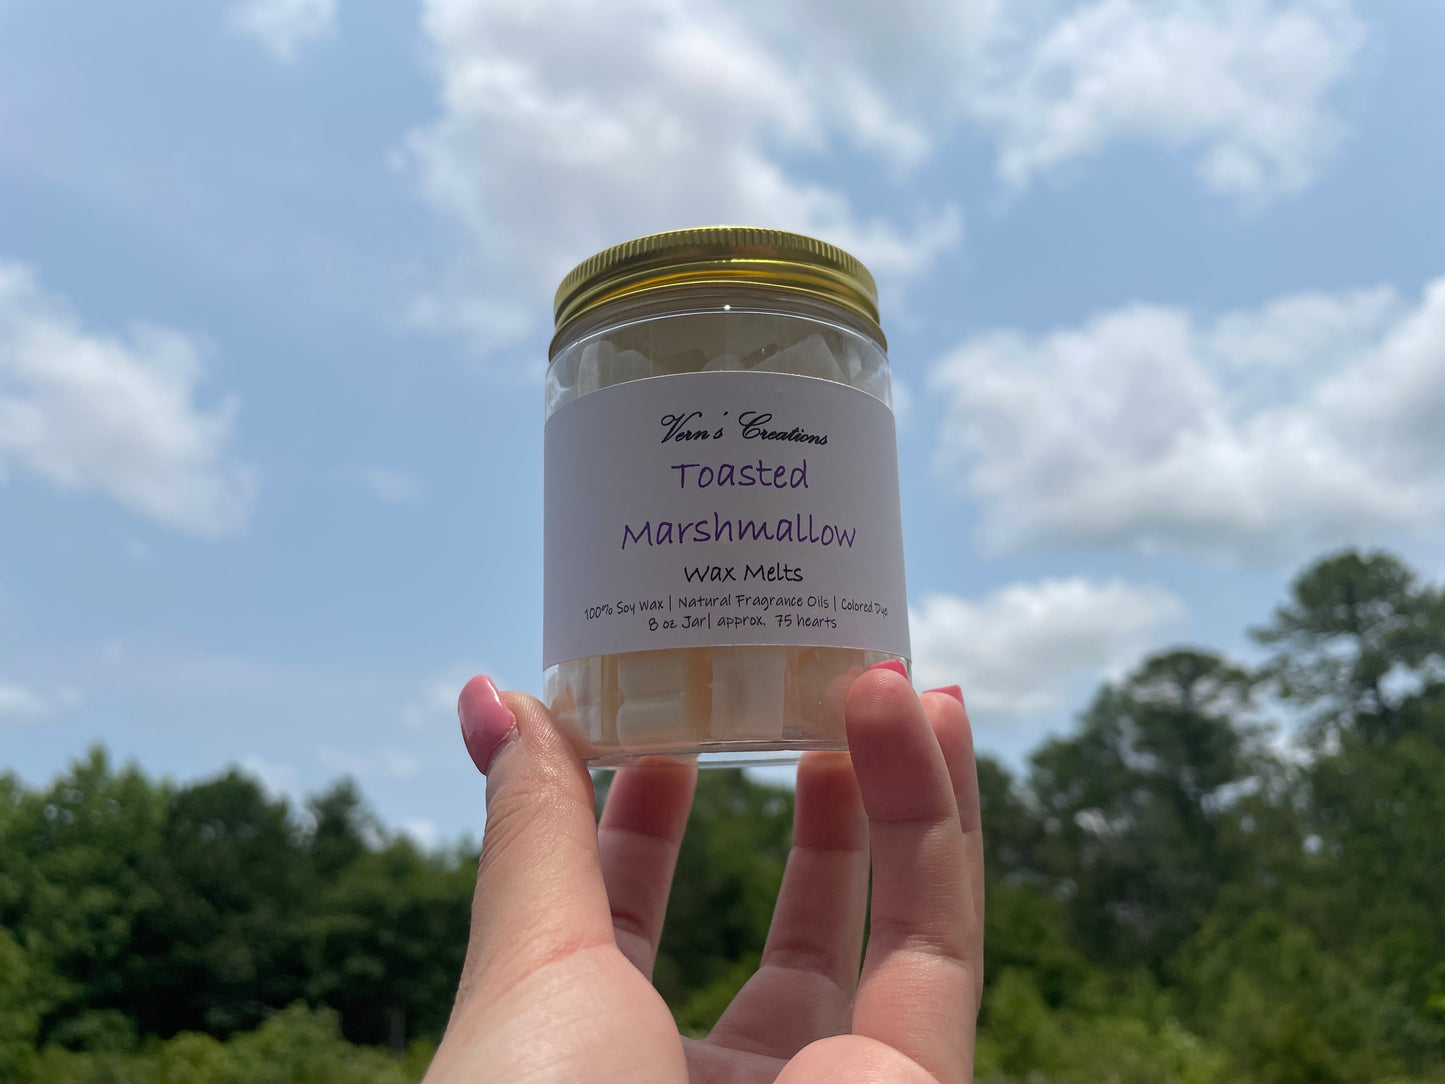 Vern's Creations
Toasted
Marshmallow
Wax Melts
100% Soy Wax | Natural Fragrance Oils | Colored Dye
8 oz Jar| approx. 75 hearts